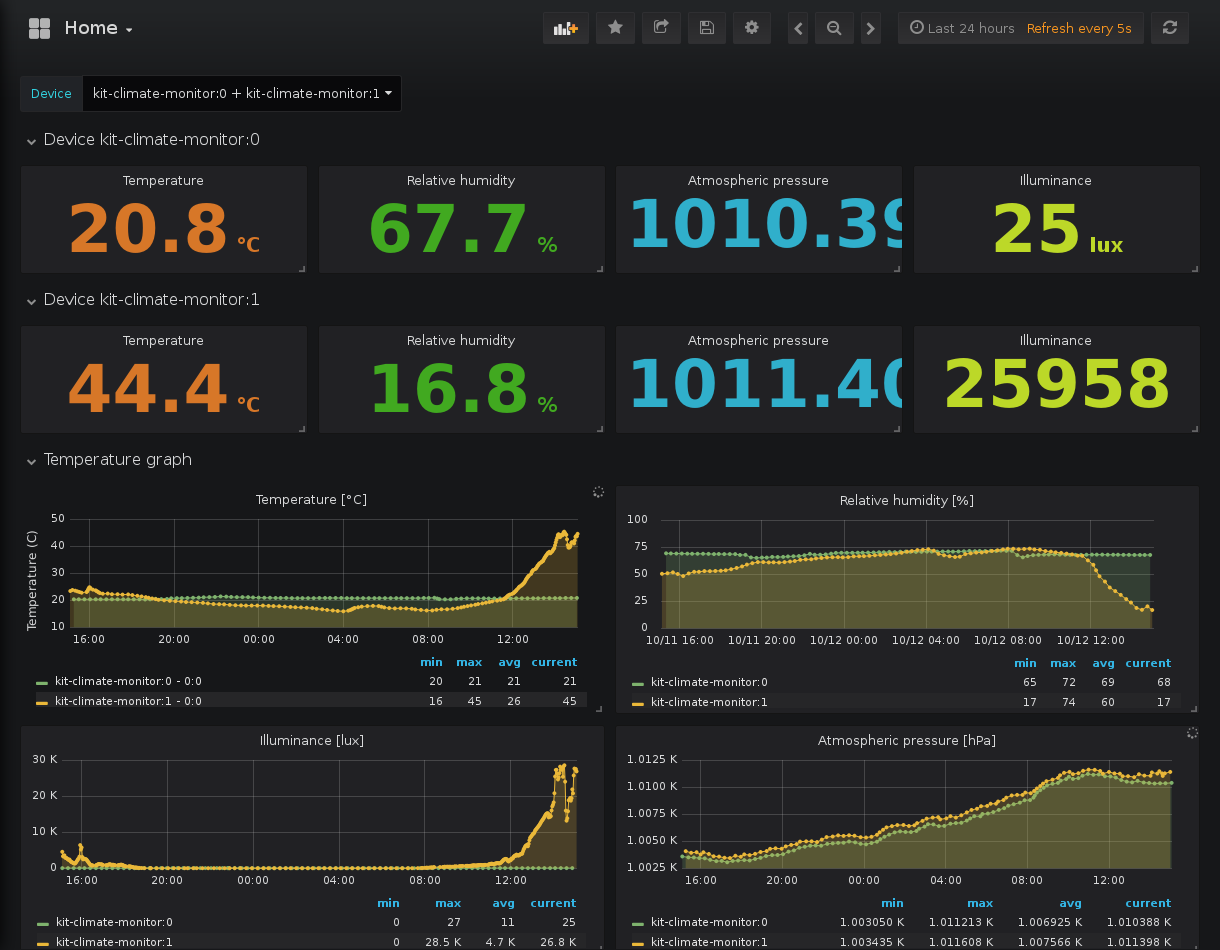 Home
Last 24 hours Refresh every 5s
Device kit-climate-monitor:0 + kit-climate-monitor:1
Device kit-climate-monitor:0
Temperature Relative humidity Atmospheric pressure Illuminance
20.8 °C 67.7 % 1010.39 25 lux
Device kit-climate-monitor:1
Temperature Relative humidity Atmospheric pressure Illuminance
44.4 °C 16.8 % 1011.40 25958
Temperature graph
Temperature [°C]
Temperature (C)
50
40
30
20
10
16:00 20:00 00:00 04:00 08:00 12:00
min max avg current
kit-climate-monitor:0 - 0:0 20 21 21 21
kit-climate-monitor:1 - 0:0 16 45 26 45
Relative humidity [%]
100
75
50
25
0
10/11 16:00 10/11 20:00 10/12 00:00 10/12 04:00 10/12 08:00 10/12 12:00
min max avg current
kit-climate-monitor:0 65 72 69 68
kit-climate-monitor:1 17 74 60 17
Illuminance [lux]
30 K
20 K
10 K
0
16:00 20:00 00:00 04:00 08:00 12:00
min max avg current
kit-climate-monitor:0 0 27 11 25
kit-climate-monitor:1 0 28.5 K 4.7 K 26.8 K
Atmospheric pressure [hPa]
1.0125 K
1.0100 K
1.0075 K
1.0050 K
1.0025 K
16:00 20:00 00:00 04:00 08:00 12:00
min max avg current
kit-climate-monitor:0 1.003050 K 1.011213 K 1.006925 K 1.010388 K
kit-climate-monitor:1 1.003435 K 1.011608 K 1.007566 K 1.011398 K